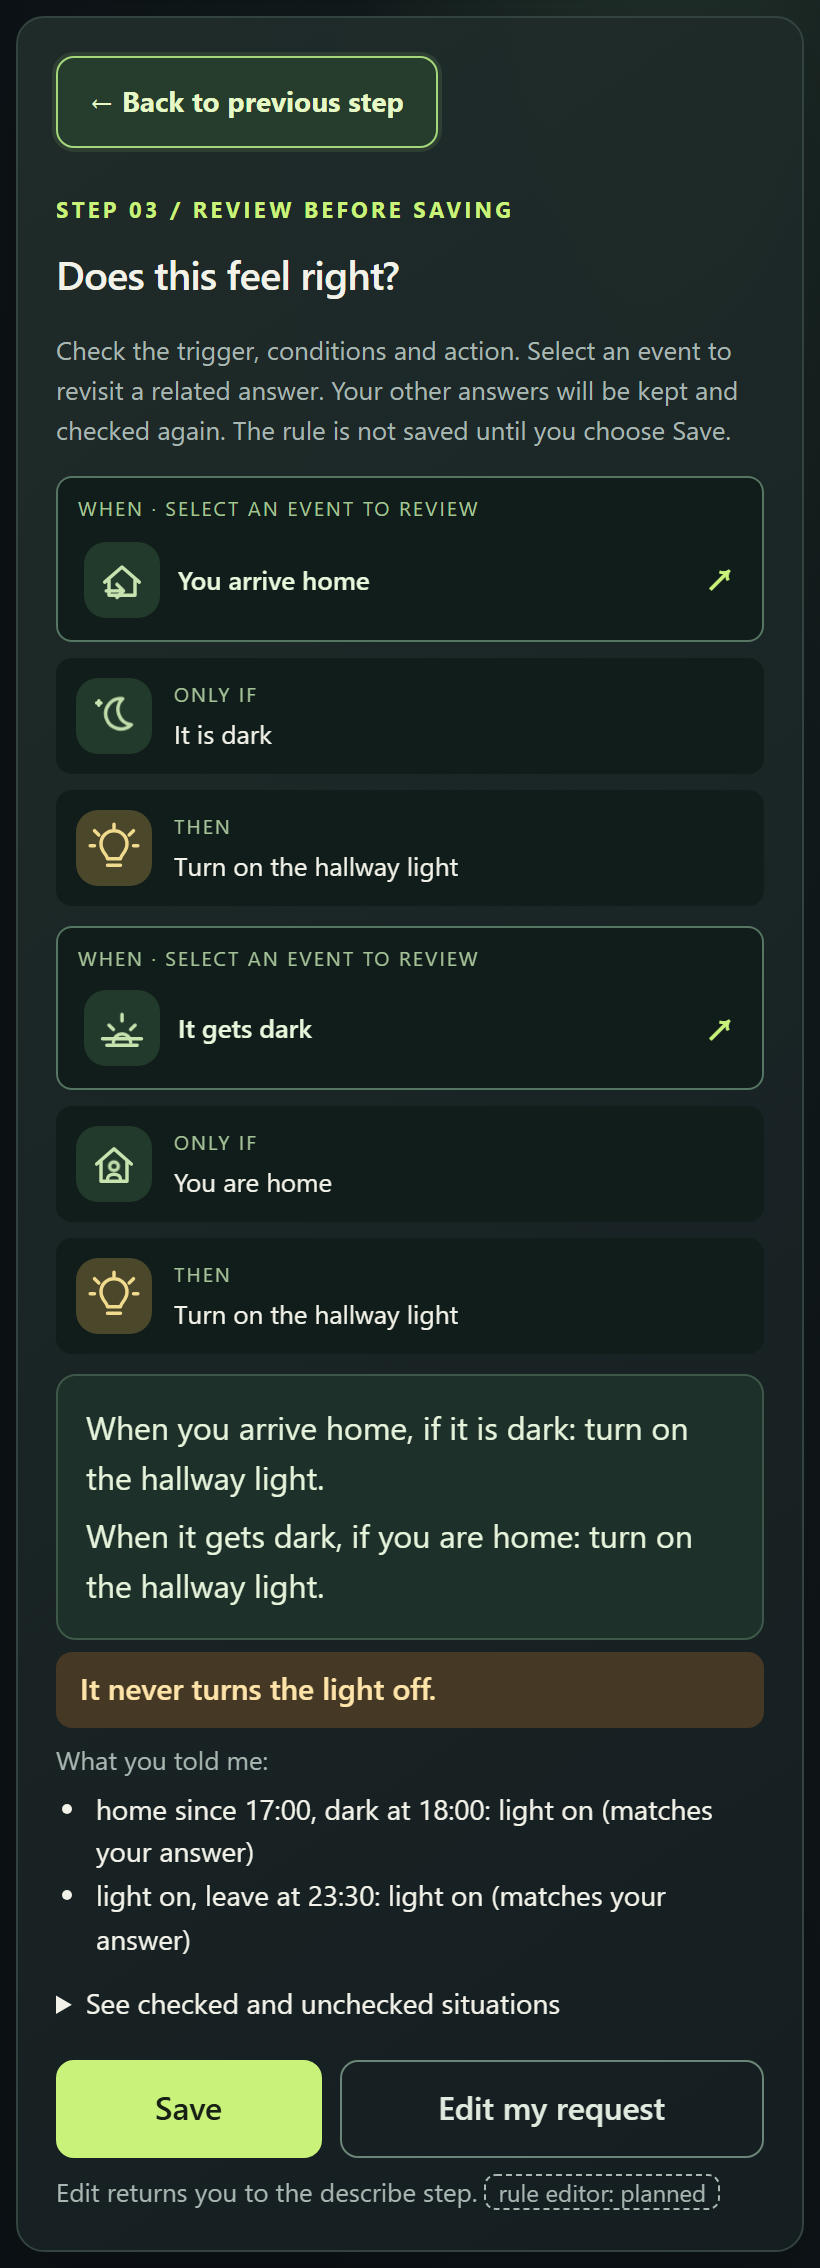 ← Back to previous step
STEP 03 / REVIEW BEFORE SAVING
Does this feel right?
Check the trigger, conditions and action. Select an event to
revisit a related answer. Your other answers will be kept and
checked again. The rule is not saved until you choose Save.
WHEN · SELECT AN EVENT TO REVIEW
You arrive home
ONLY IF
It is dark
THEN
Turn on the hallway light
WHEN · SELECT AN EVENT TO REVIEW
It gets dark
ONLY IF
You are home
THEN
Turn on the hallway light
When you arrive home, if it is dark: turn on
the hallway light.
When it gets dark, if you are home: turn on
the hallway light.
It never turns the light off.
What you told me:
• home since 17:00, dark at 18:00: light on (matches
your answer)
• light on, leave at 23:30: light on (matches your
answer)
See checked and unchecked situations
Save
Edit my request
Edit returns you to the describe step. rule editor: planned